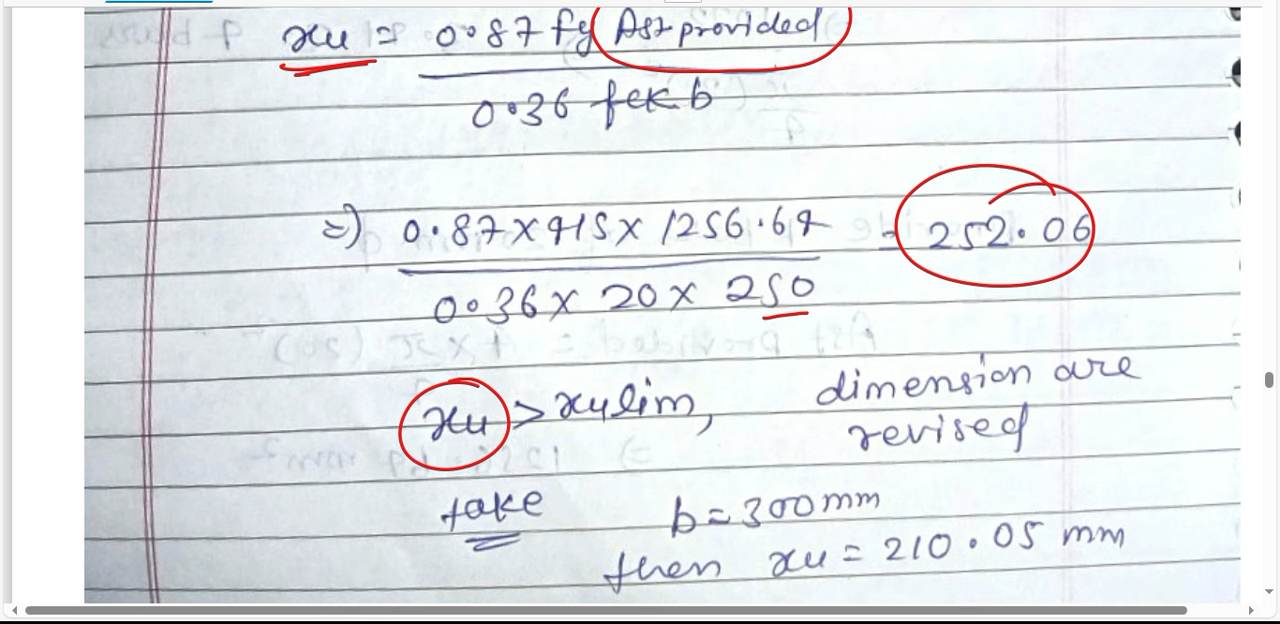 xu = 0.87 fy Ast provided
0.36 fck b
=) 0.87 x 415 x 1256.64 = 252.06
0.36 x 20 x 250
xu > xulim, dimension are
revised
take b = 300mm
then xu = 210.05 mm